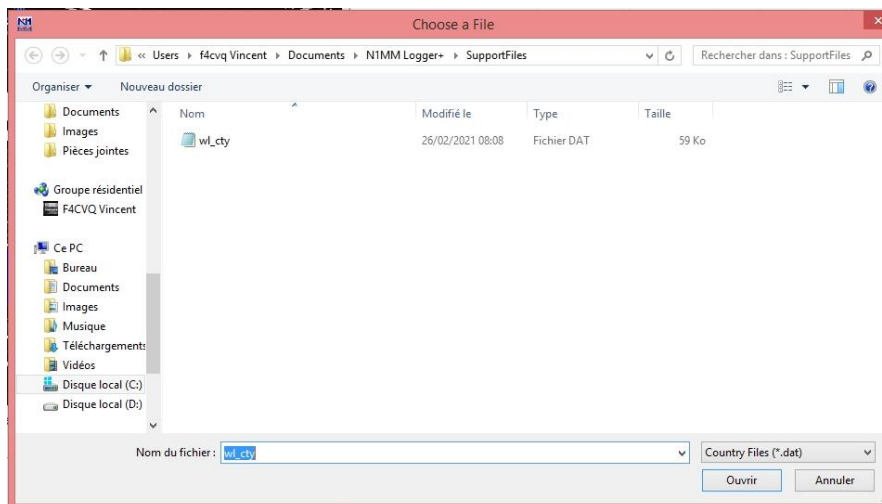 Choose a File
« Users › f4cvq Vincent › Documents › N1MM Logger+ › SupportFiles
Rechercher dans : SupportFiles
Organiser
Nouveau dossier
Nom Modifié le Type Taille
wl_cty 26/02/2021 08:08 Fichier DAT 59 Ko
Documents
Images
Pièces jointes
Groupe résidentiel
F4CVQ Vincent
Ce PC
Bureau
Documents
Images
Musique
Téléchargements
Vidéos
Disque local (C:)
Disque local (D:)
Nom du fichier : wl_cty
Country Files (*.dat)
Ouvrir Annuler